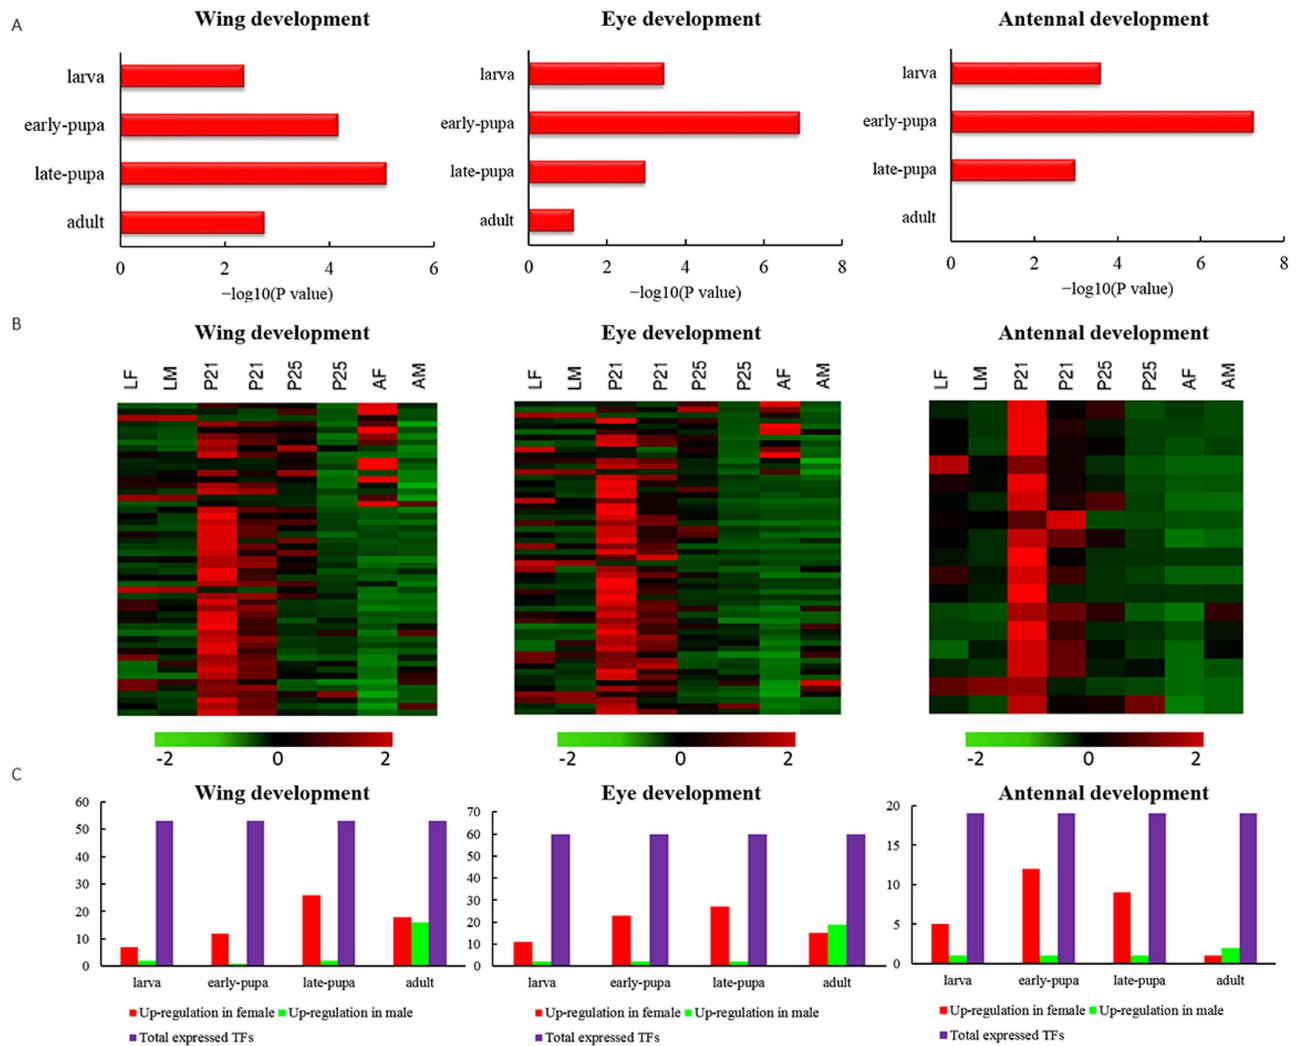 A
Wing development
larva
early-pupa
late-pupa
adult
0 2 4 6
−log10(P value)
Eye development
larva
early-pupa
late-pupa
adult
0 2 4 6 8
−log10(P value)
Antennal development
larva
early-pupa
late-pupa
adult
0 2 4 6 8
−log10(P value)
B
Wing development
LF LM P21 P21 P25 P25 AF AM
-2 0 2
Eye development
LF LM P21 P21 P25 P25 AF AM
-2 0 2
Antennal development
LF LM P21 P21 P25 P25 AF AM
-2 0 2
C
Wing development
60
50
40
30
20
10
0
larva early-pupa late-pupa adult
Up-regulation in female Up-regulation in male
Total expressed TFs
Eye development
70
60
50
40
30
20
10
0
larva early-pupa late-pupa adult
Up-regulation in female Up-regulation in male
Total expressed TFs
Antennal development
20
15
10
5
0
larva early-pupa late-pupa adult
Up-regulation in female Up-regulation in male
Total expressed TFs